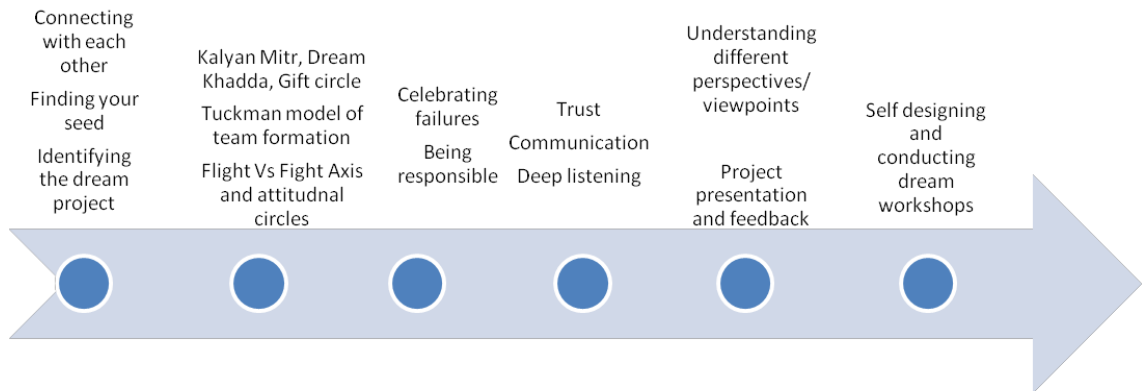 Connecting
with each
other
Finding your
seed
Identifying
the dream
project
Kalyan Mitr, Dream
Khadda, Gift circle
Tuckman model of
team formation
Flight Vs Fight Axis
and attitudnal
circles
Celebrating
failures
Being
responsible
Trust
Communication
Deep listening
Understanding
different
perspectives/
viewpoints
Project
presentation
and feedback
Self designing
and
conducting
dream
workshops